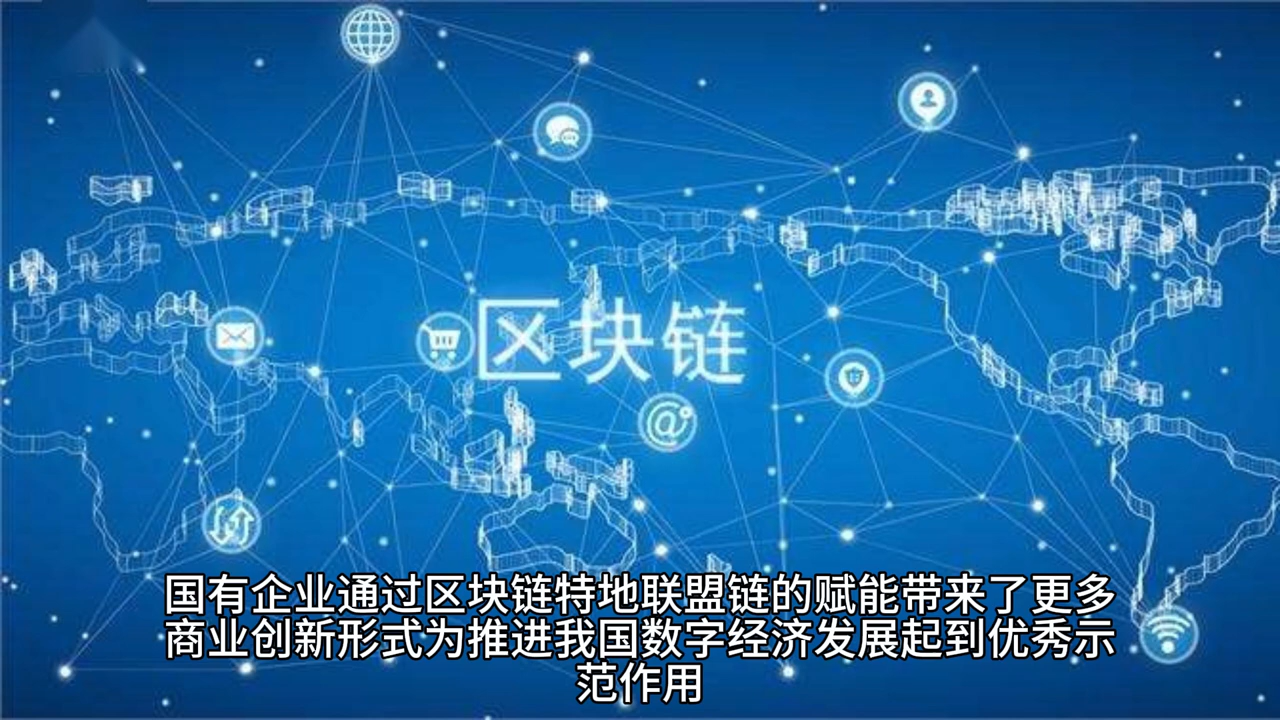 区块链
国有企业通过区块链特地联盟链的赋能带来了更多
商业创新形式为推进我国数字经济发展起到优秀示
范作用